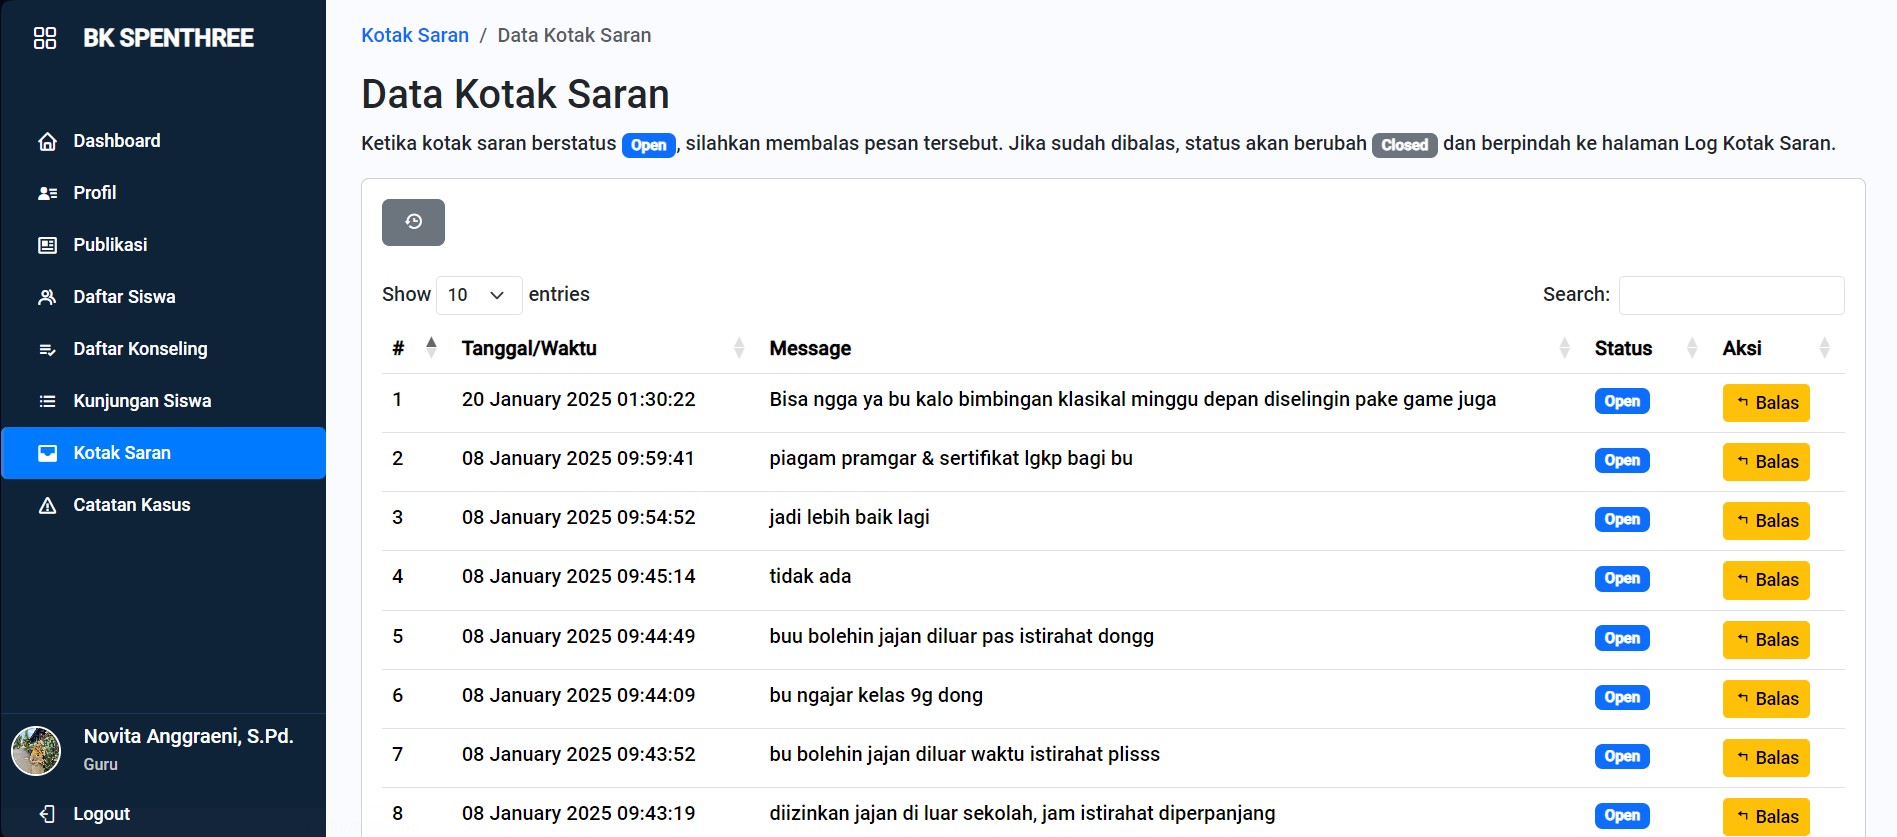 BK SPENTHREE
Dashboard
Profil
Publikasi
Daftar Siswa
Daftar Konseling
Kunjungan Siswa
Kotak Saran
Catatan Kasus
Novita Anggraeni, S.Pd.
Guru
Logout
Kotak Saran / Data Kotak Saran
Data Kotak Saran
Ketika kotak saran berstatus Open, silahkan membalas pesan tersebut. Jika sudah dibalas, status akan berubah Closed dan berpindah ke halaman Log Kotak Saran.
Show 10 entries Search:
# Tanggal/Waktu Message Status Aksi
1 20 January 2025 01:30:22 Bisa ngga ya bu kalo bimbingan klasikal minggu depan diselingin pake game juga Open Balas
2 08 January 2025 09:59:41 piagam pramgar & sertifikat lgkp bagi bu Open Balas
3 08 January 2025 09:54:52 jadi lebih baik lagi Open Balas
4 08 January 2025 09:45:14 tidak ada Open Balas
5 08 January 2025 09:44:49 buu bolehin jajan diluar pas istirahat dongg Open Balas
6 08 January 2025 09:44:09 bu ngajar kelas 9g dong Open Balas
7 08 January 2025 09:43:52 bu bolehin jajan diluar waktu istirahat plisss Open Balas
8 08 January 2025 09:43:19 diizinkan jajan di luar sekolah, jam istirahat diperpanjang Open Balas